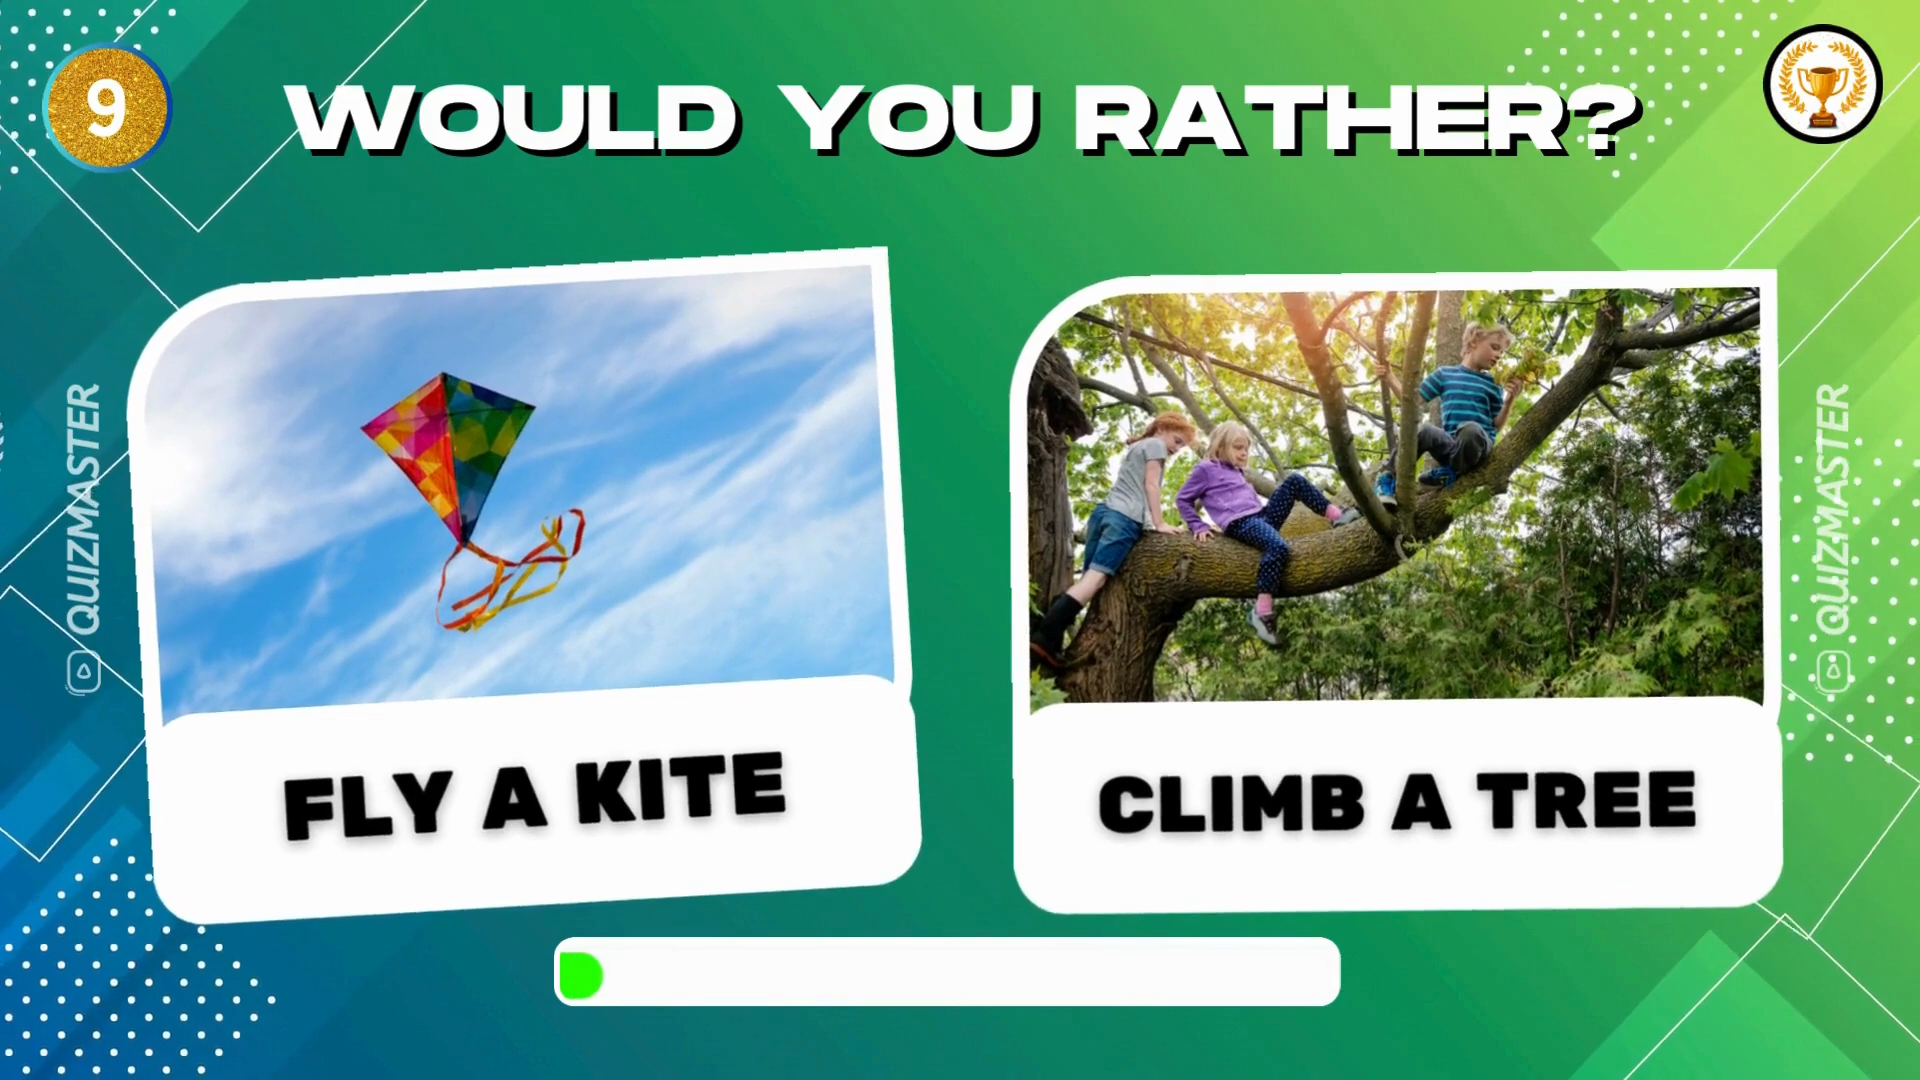 9
WOULD YOU RATHER?
QUIZMASTER
FLY A KITE
CLIMB A TREE
QUIZMASTER